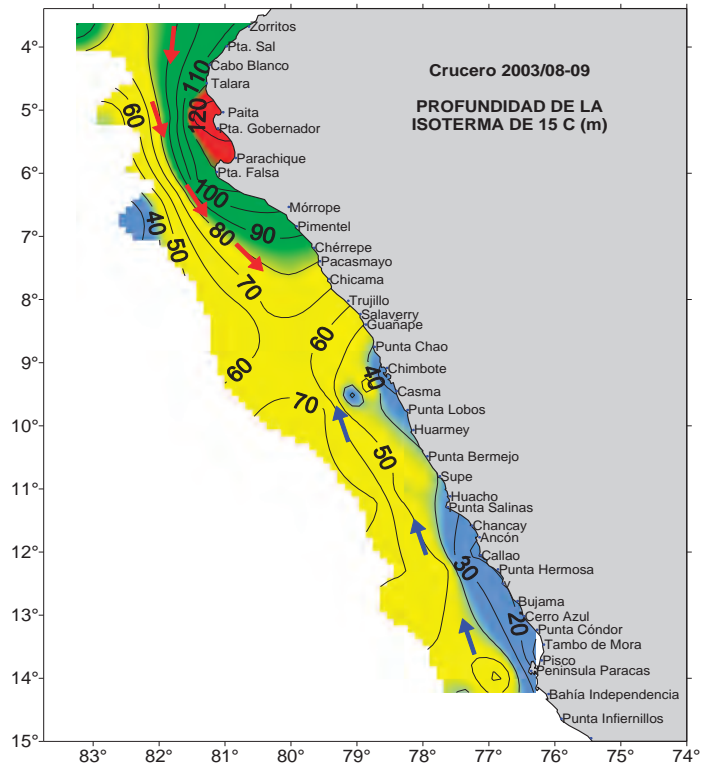 Crucero 2003/08-09
PROFUNDIDAD DE LA
ISOTERMA DE 15 C (m)
4°
5°
6°
7°
8°
9°
10°
11°
12°
13°
14°
15°
83°
82°
81°
80°
79°
78°
77°
76°
75°
74°
Zorritos
Pta. Sal
Cabo Blanco
Talara
Paita
Pta. Gobernador
Parachique
Pta. Falsa
Mórrope
Pimentel
Chérrepe
Pacasmayo
Chicama
Trujillo
Salaverry
Guañape
Punta Chao
Chimbote
Casma
Punta Lobos
Huarmey
Punta Bermejo
Supe
Huacho
Punta Salinas
Chancay
Ancón
Callao
Punta Hermosa
y
Bujama
Cerro Azul
Punta Cóndor
Tambo de Mora
Pisco
Peninsula Paracas
Bahía Independencia
Punta Infiernillos
110
120
60
100
90
80
40
50
70
60
60
40
70
50
30
20